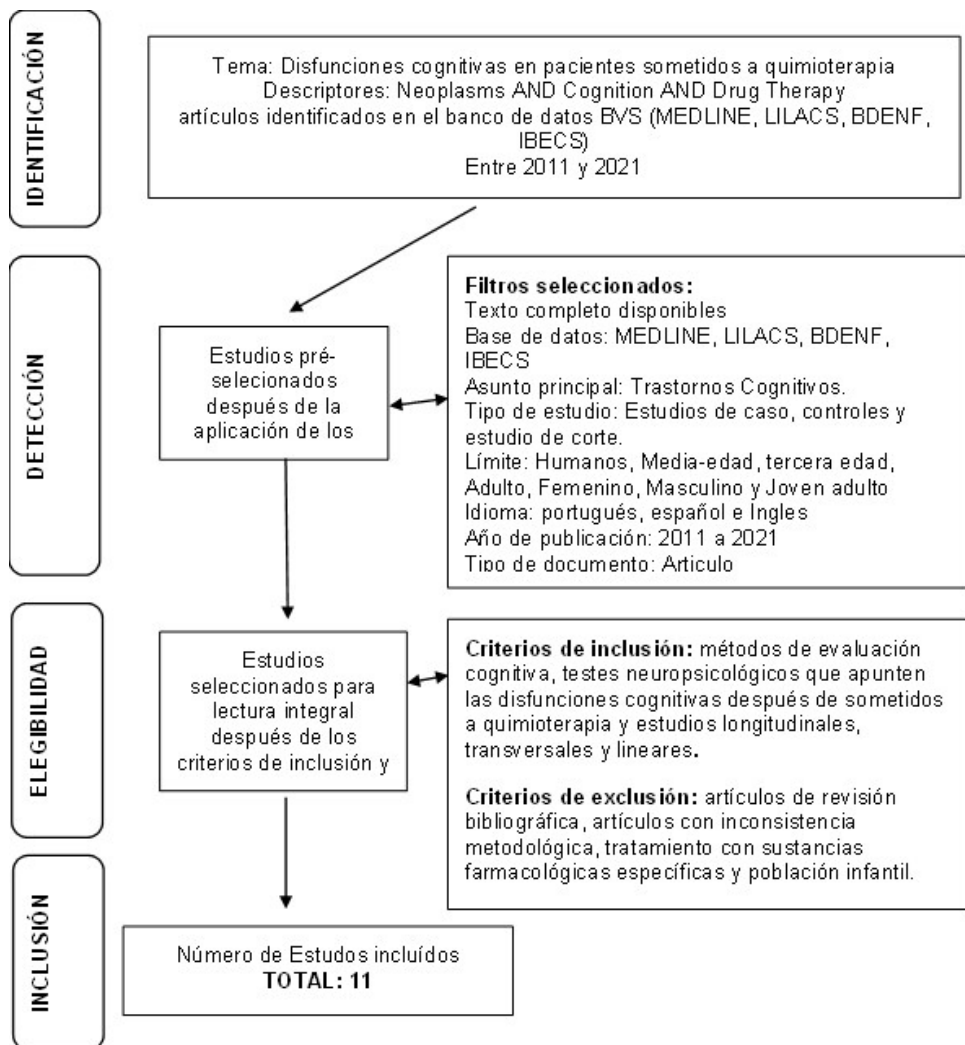 IDENTIFICACIÓN
Tema: Disfunciones cognitivas en pacientes sometidos a quimioterapia
Descriptores: Neoplasms AND Cognition AND Drug Therapy
artículos identificados en el banco de datos BVS (MEDLINE, LILACS, BDENF,
IBECS)
Entre 2011 y 2021
DETECCIÓN
Estudios pré-
selecionados
después de la
aplicación de los
Filtros seleccionados:
Texto completo disponibles
Base de datos: MEDLINE, LILACS, BDENF,
IBECS
Asunto principal: Trastornos Cognitivos.
Tipo de estudio: Estudios de caso, controles y
estudio de corte.
Límite: Humanos, Media-edad, tercera edad,
Adulto, Femenino, Masculino y Joven adulto
Idioma: portugués, español e Ingles
Año de publicación: 2011 a 2021
Tipo de documento: Articulo
ELEGIBILIDAD
Estudios
seleccionados para
lectura integral
después de los
criterios de inclusión y
Criterios de inclusión: métodos de evaluación
cognitiva, testes neuropsicológicos que apunten
las disfunciones cognitivas después de sometidos
a quimioterapia y estudios longitudinales,
transversales y lineares.
Criterios de exclusión: artículos de revisión
bibliográfica, artículos con inconsistencia
metodológica, tratamiento con sustancias
farmacológicas específicas y población infantil.
INCLUSIÓN
Número de Estudos incluídos
TOTAL: 11